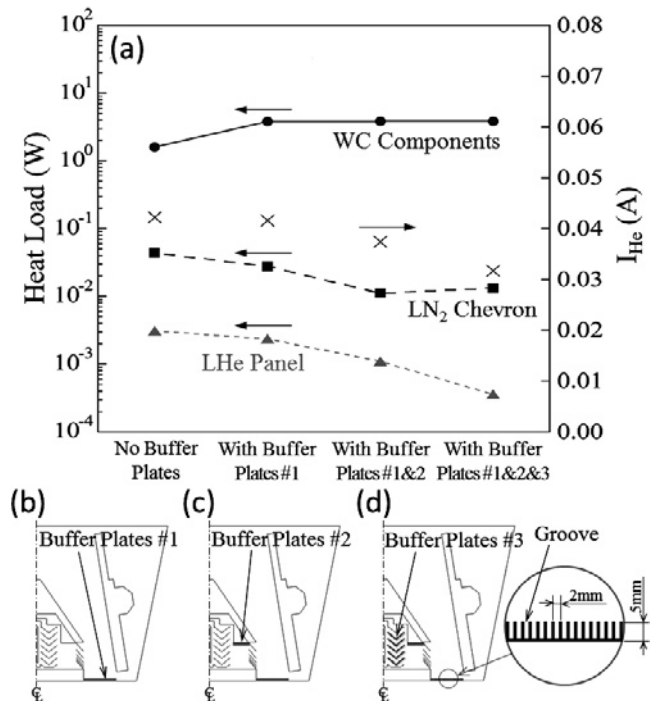 (a)
10²
10¹
10⁰
10⁻¹
10⁻²
10⁻³
10⁻⁴
Heat Load (W)
0.08
0.07
0.06
0.05
0.04
0.03
0.02
0.01
0.00
I_He (A)
WC Components
LN₂ Chevron
LHe Panel
No Buffer
Plates
With Buffer
Plates #1
With Buffer
Plates #1&2
With Buffer
Plates #1&2&3
(b)
Buffer Plates #1
℄
(c)
Buffer Plates #2
℄
(d)
Buffer Plates #3
Groove
2mm
5mm
℄